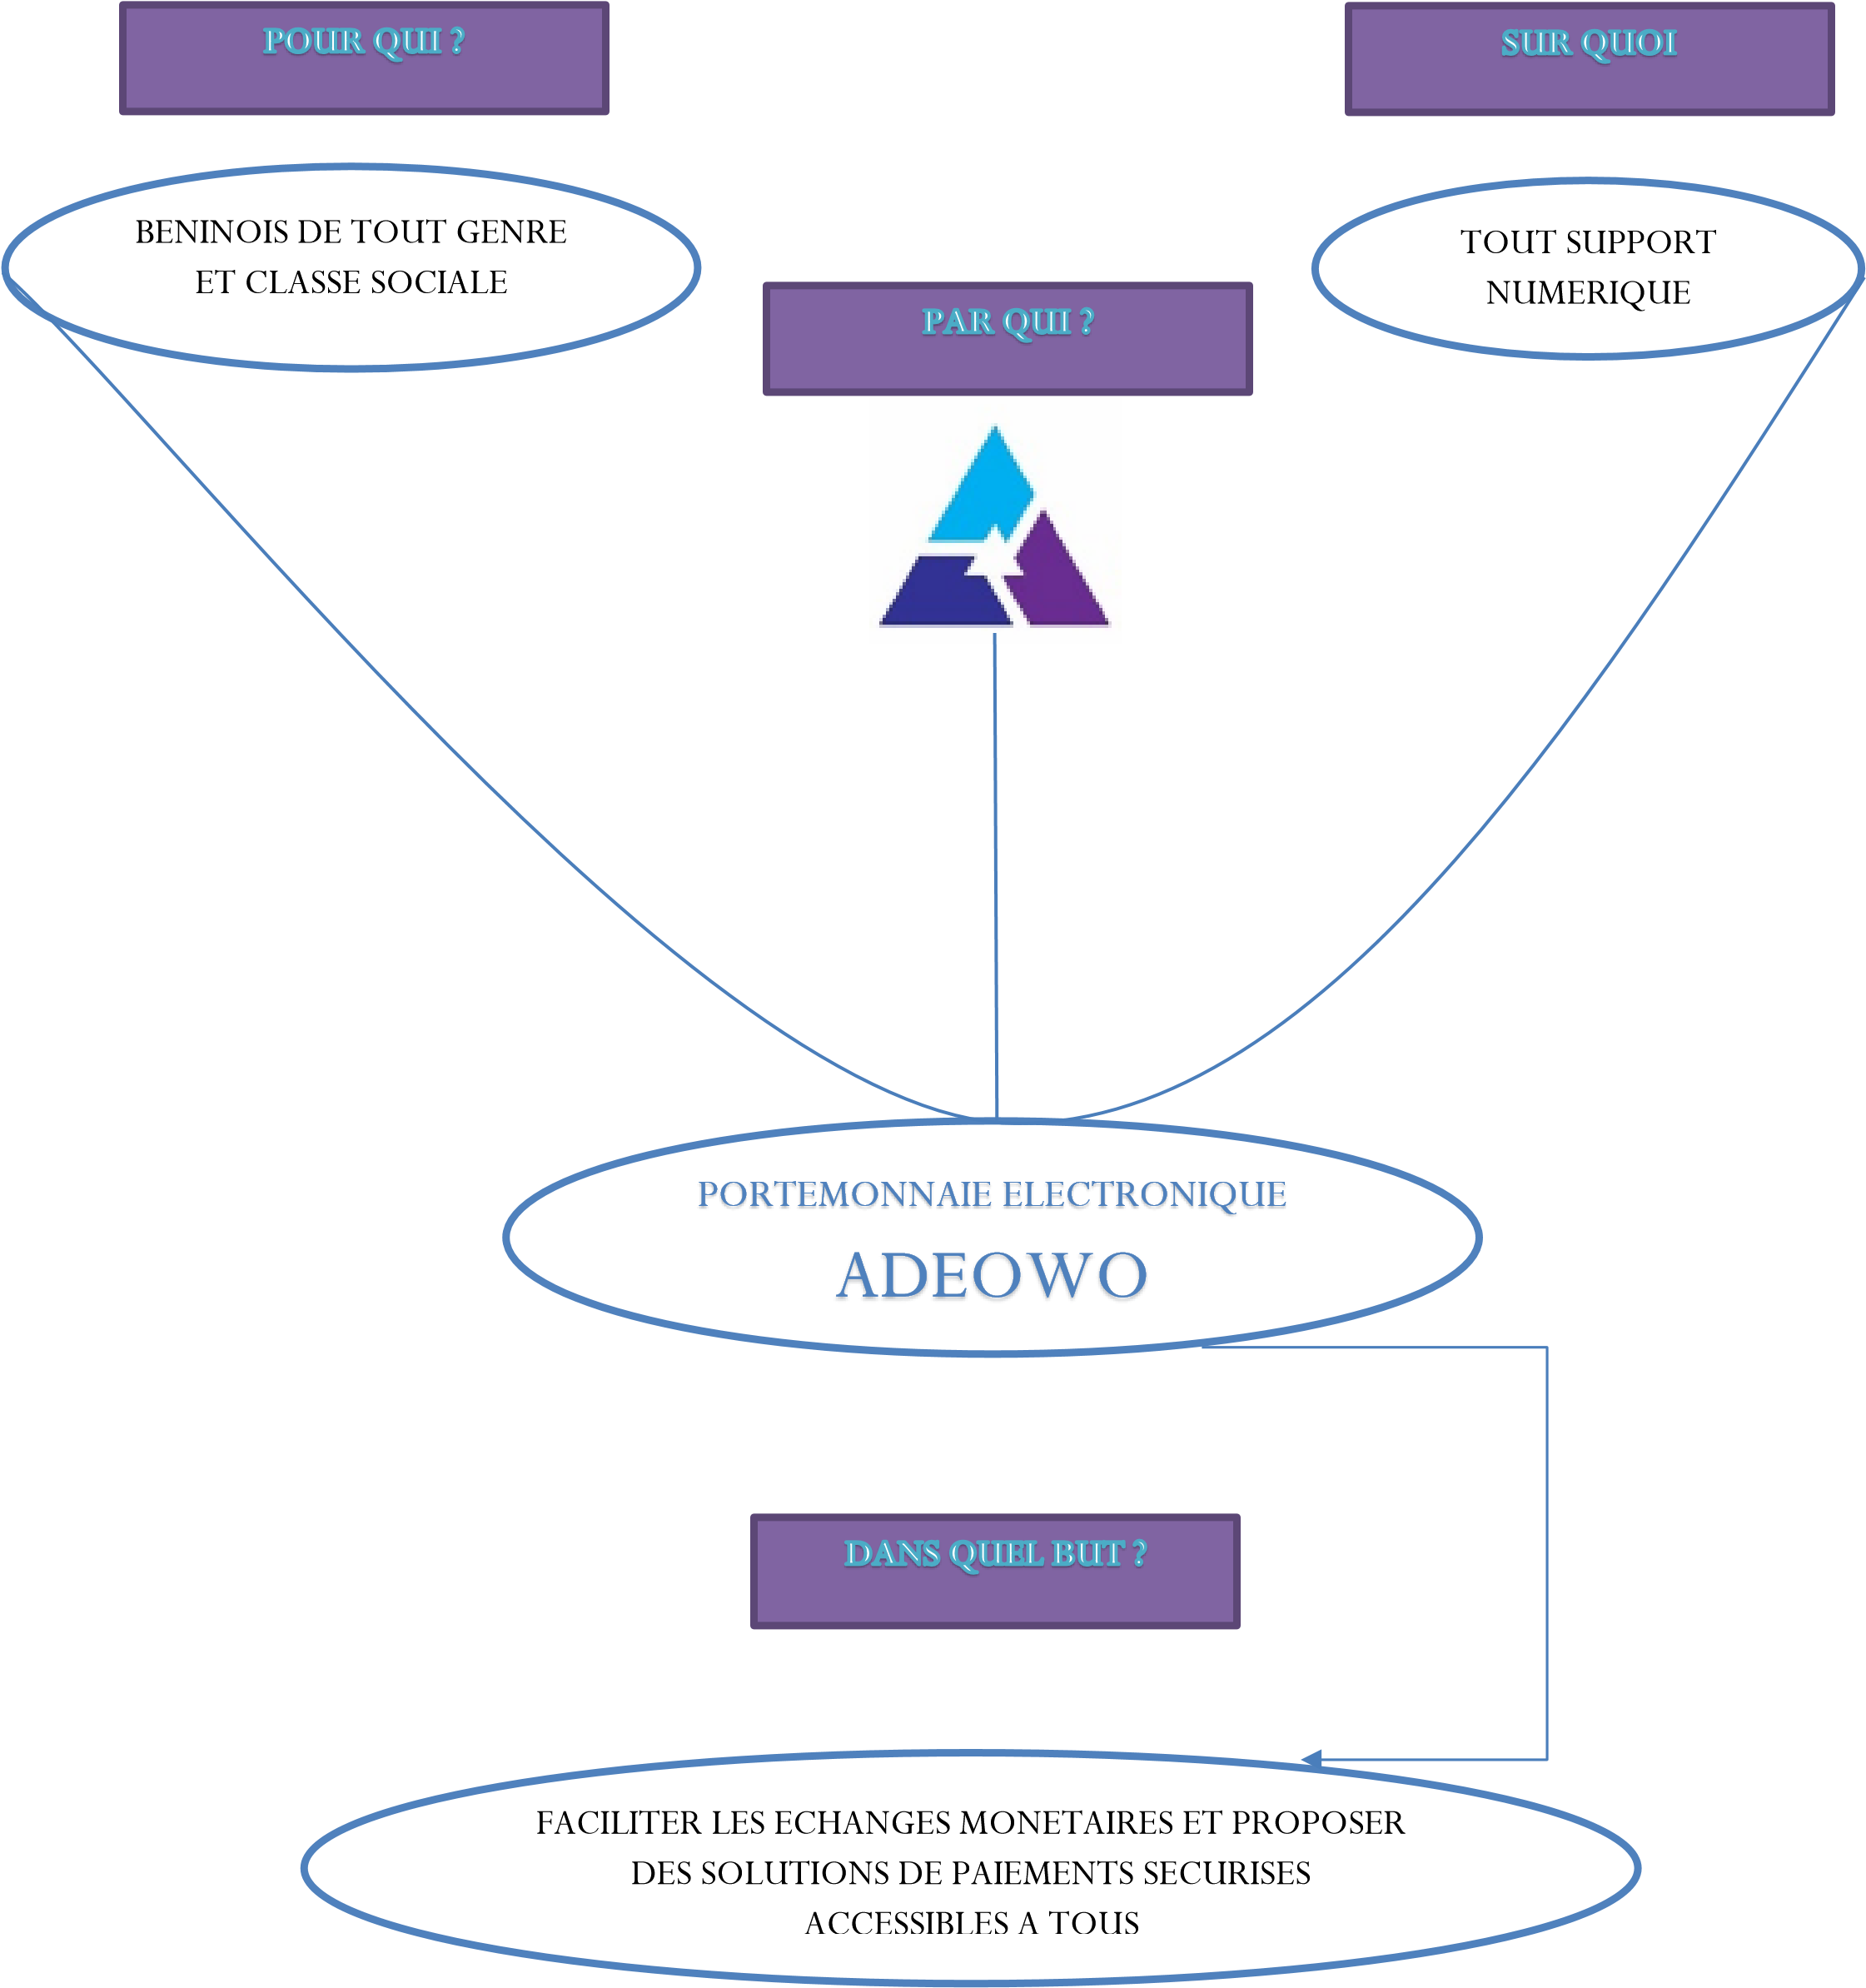 POUR QUI ?
SUR QUOI
BENINOIS DE TOUT GENRE
ET CLASSE SOCIALE
TOUT SUPPORT
NUMERIQUE
PAR QUI ?
PORTEMONNAIE ELECTRONIQUE
ADEOWO
DANS QUEL BUT ?
FACILITER LES ECHANGES MONETAIRES ET PROPOSER
DES SOLUTIONS DE PAIEMENTS SECURISES
ACCESSIBLES A TOUS